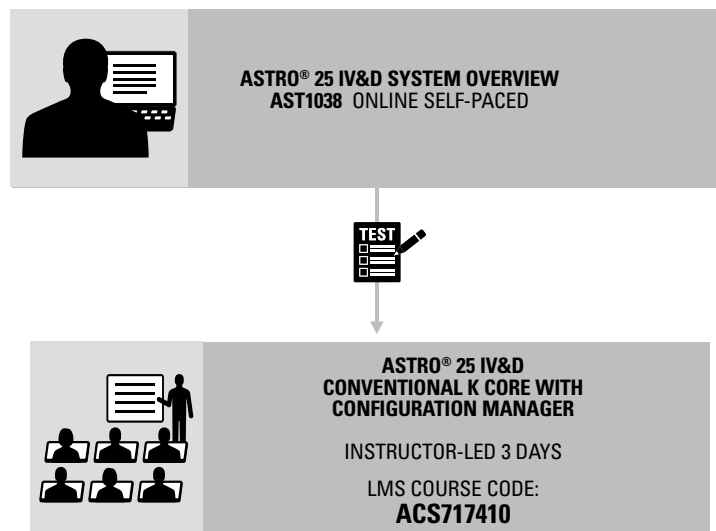 ASTRO® 25 IV&D SYSTEM OVERVIEW
AST1038 ONLINE SELF-PACED
TEST
ASTRO® 25 IV&D
CONVENTIONAL K CORE WITH
CONFIGURATION MANAGER
INSTRUCTOR-LED 3 DAYS
LMS COURSE CODE:
ACS717410